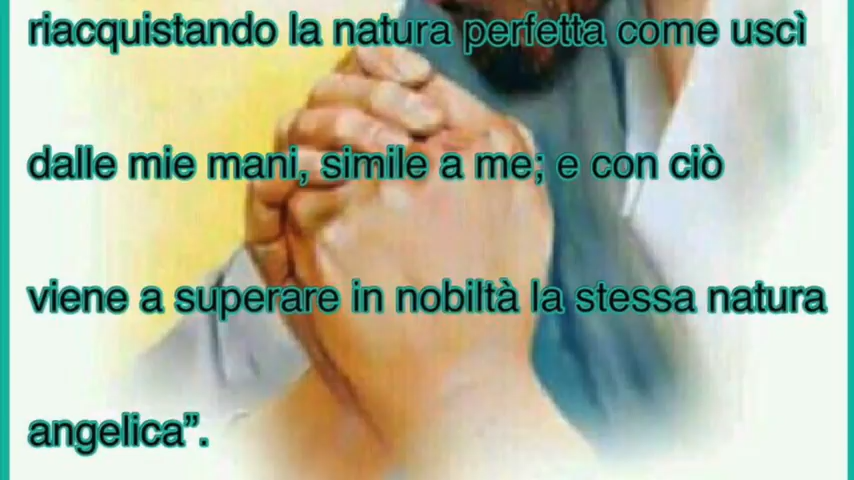 riacquistando la natura perfetta come uscì
dalle mie mani, simile a me; e con ciò
viene a superare in nobiltà la stessa natura
angelica”.